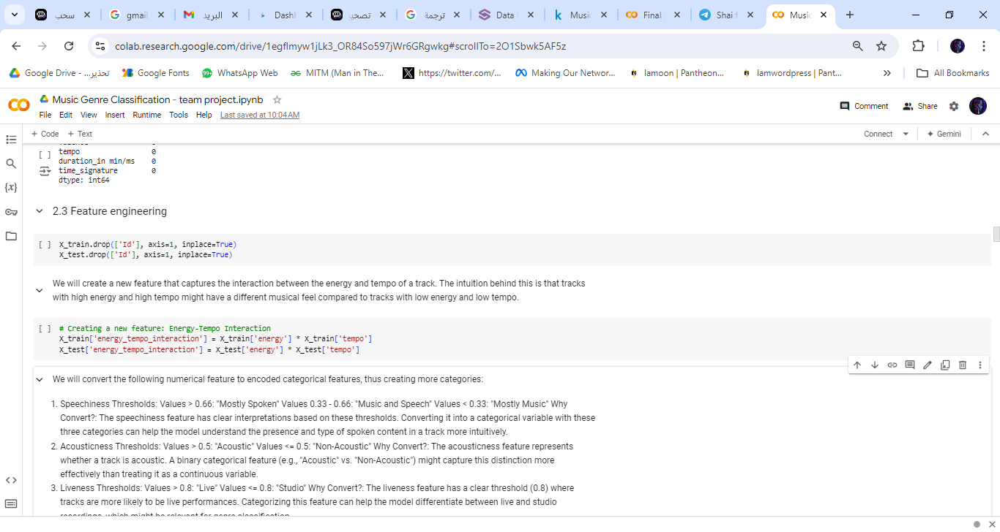 سحب
gmail
البريد
Dashb
تصحيـ
ترجمة
Data
Music
Final
Shai f
Music
colab.research.google.com/drive/1egflmyw1jLk3_OR84So597jWr6GRgwkg#scrollTo=2O1Sbwk5AF5z
Google Drive - ...تحذير
Google Fonts
WhatsApp Web
MITM (Man in The...
https://twitter.com/...
Making Our Networ...
lamoon | Pantheon...
lamwordpress | Pant...
All Bookmarks
Music Genre Classification - team project.ipynb
File Edit View Insert Runtime Tools Help Last saved at 10:04 AM
Comment Share
+ Code + Text
Connect Gemini
tempo 0
[ ]
duration_in min/ms 0
time_signature 0
dtype: int64
2.3 Feature engineering
[ ] X_train.drop(['Id'], axis=1, inplace=True)
X_test.drop(['Id'], axis=1, inplace=True)
We will create a new feature that captures the interaction between the energy and tempo of a track. The intuition behind this is that tracks
with high energy and high tempo might have a different musical feel compared to tracks with low energy and low tempo.
[ ] # Creating a new feature: Energy-Tempo Interaction
X_train['energy_tempo_interaction'] = X_train['energy'] * X_train['tempo']
X_test['energy_tempo_interaction'] = X_test['energy'] * X_test['tempo']
We will convert the following numerical feature to encoded categorical features, thus creating more categories:
1. Speechiness Thresholds: Values > 0.66: "Mostly Spoken" Values 0.33 - 0.66: "Music and Speech" Values < 0.33: "Mostly Music" Why
Convert?: The speechiness feature has clear interpretations based on these thresholds. Converting it into a categorical variable with these
three categories can help the model understand the presence and type of spoken content in a track more intuitively.
2. Acousticness Thresholds: Values > 0.5: "Acoustic" Values <= 0.5: "Non-Acoustic" Why Convert?: The acousticness feature represents
whether a track is acoustic. A binary categorical feature (e.g., "Acoustic" vs. "Non-Acoustic") might capture this distinction more
effectively than treating it as a continuous variable.
3. Liveness Thresholds: Values > 0.8: "Live" Values <= 0.8: "Studio" Why Convert?: The liveness feature has a clear threshold (0.8) where
tracks are more likely to be live performances. Categorizing this feature can help the model differentiate between live and studio
recordings, which might be relevant for genre classification.